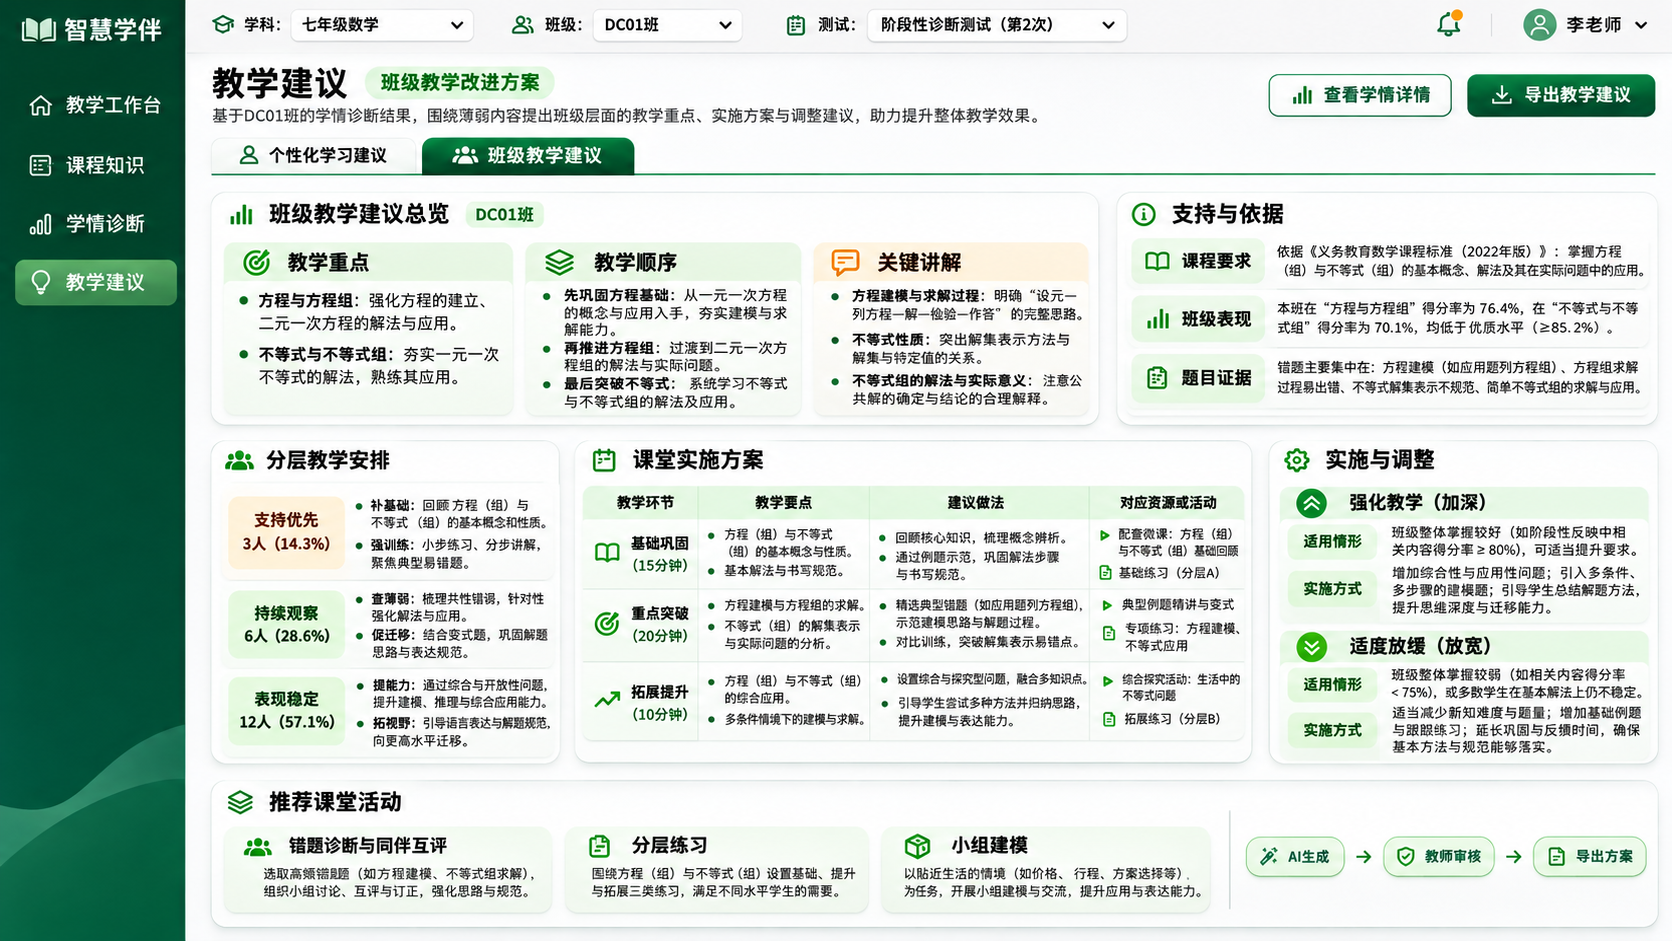 智慧学伴
教学工作台
课程知识
学情诊断
教学建议
学科： 七年级数学
班级： DC01班
测试： 阶段性诊断测试（第2次）
李老师
教学建议 班级教学改进方案
基于DC01班的学情诊断结果，围绕薄弱内容提出班级层面的教学重点、实施方案与调整建议，助力提升整体教学效果。
查看学情详情
导出教学建议
个性化学习建议
班级教学建议
班级教学建议总览 DC01班
教学重点
方程与方程组：强化方程的建立、
二元一次方程的解法与应用。
不等式与不等式组：夯实一元一次
不等式的解法，熟练其应用。
教学顺序
先巩固方程基础：从一元一次方程
的概念与应用入手，夯实建模与求
解能力。
再推进方程组：过渡到二元一次方
程组的解法与实际问题。
最后突破不等式： 系统学习不等式
与不等式组的解法及应用。
关键讲解
方程建模与求解过程：明确“设元—
列方程—解—检验—作答”的完整思路。
不等式性质：突出解集表示方法与
解集与特定值的关系。
不等式组的解法与实际意义：注意公
共解的确定与结论的合理解释。
支持与依据
课程要求
依据《义务教育数学课程标准（2022年版）》：掌握方程
（组）与不等式（组）的基本概念、解法及其在实际问题中的应用。
班级表现
本班在“方程与方程组”得分率为 76.4%，在“不等式与不等
式组”得分率为 70.1%，均低于优质水平（≥85.2%）。
题目证据
错题主要集中在：方程建模（如应用题列方程组）、方程组求解
过程易出错、不等式解集表示不规范、简单不等式组的求解与应用。
分层教学安排
支持优先
3人（14.3%）
补基础：回顾方程（组）与
不等式（组）的基本概念和性质。
强训练：小步练习、分步讲解，
聚焦典型易错题。
持续观察
6人（28.6%）
查薄弱：梳理共性错误，针对性
强化解法与应用。
促迁移：结合变式题，巩固解题
思路与表达规范。
表现稳定
12人（57.1%）
提能力：通过综合与开放性问题，
提升建模、推理与综合应用能力。
拓视野：引导语言表达与解题规范，
向更高水平迁移。
课堂实施方案
教学环节 教学要点 建议做法 对应资源或活动
基础巩固
（15分钟）
方程（组）与不等式
（组）的基本概念与性质。
基本解法与书写规范。
回顾核心知识，梳理概念辨析。
通过例题示范，巩固解法步骤
与书写规范。
微课：方程（组）
与不等式（组）基础回顾
基础练习（分层A）
重点突破
（20分钟）
方程建模与方程组的求解。
不等式（组）的解集表示
与实际问题的分析。
精选典型错题（如应用题列方程组），
示范建模思路与解题过程。
对比训练，突破解集表示易错点。
典型例题精讲与变式
专项练习：方程建模、
不等式应用
拓展提升
（10分钟）
方程（组）与不等式（组）
的综合应用。
多条件情境下的建模与求解。
设置综合与探究型问题，融合多知识点。
引导学生尝试多种方法并归纳思路，
提升建模与表达能力。
综合探究活动：生活中的
不等式问题
拓展练习（分层B）
实施与调整
强化教学（加深）
适用情形
班级整体掌握较好（如阶段性反映中相
关内容得分率≥80%），可适当提升要求。
实施方式
增加综合性与应用性问题；引入多条件、
多步骤的建模题；引导学生总结解题方法，
提升思维深度与迁移能力。
适度放缓（放宽）
适用情形
班级整体掌握较弱（如相关内容得分率
< 75%），或多数学生在基本解法上仍不稳定。
实施方式
适当减少新知难度与题量；增加基础例题
与跟练习；延长巩固与反时间，确保
基本方法与规范能够落实。
推荐课堂活动
错题诊断与同伴互评
选取高题（如方程建模、不等式组求解），
组织小组讨论、互评与订正，强化思路与规范。
分层练习
围绕方程（组）与不等式（组）设置基础、提升
与拓展三类练习，满足不同水平学生的需要。
小组建模
以贴近生活的情境（如价格、行程、方案选择等）.
为任务，开展小组建模与交流，提升应用与表达能力。
AI生成 → 教师审核 → 导出方案